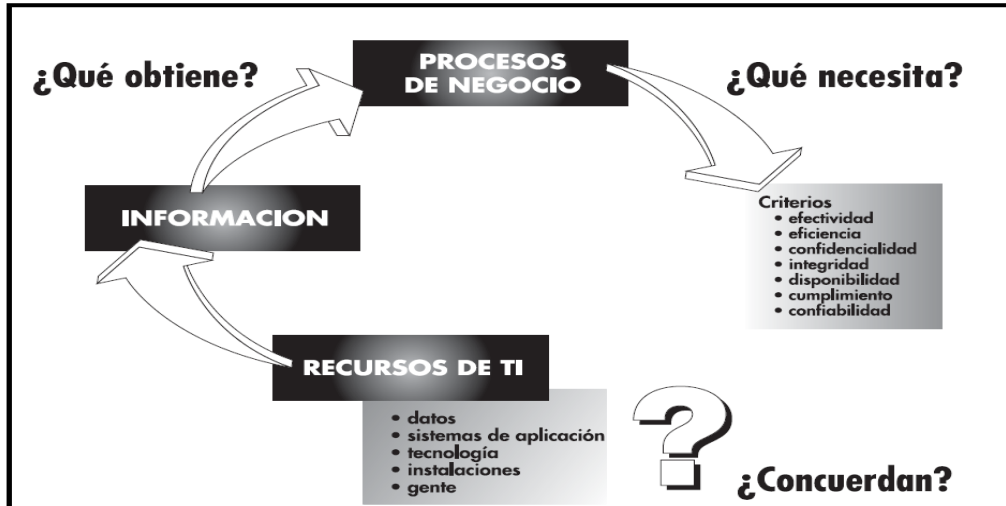 ¿Qué obtiene?
PROCESOS
DE NEGOCIO
¿Qué necesita?
INFORMACION
Criterios
• efectividad
• eficiencia
• confidencialidad
• integridad
• disponibilidad
• cumplimiento
• confiabilidad
RECURSOS DE TI
• datos
• sistemas de aplicación
• tecnología
• instalaciones
• gente
?
¿Concuerdan?